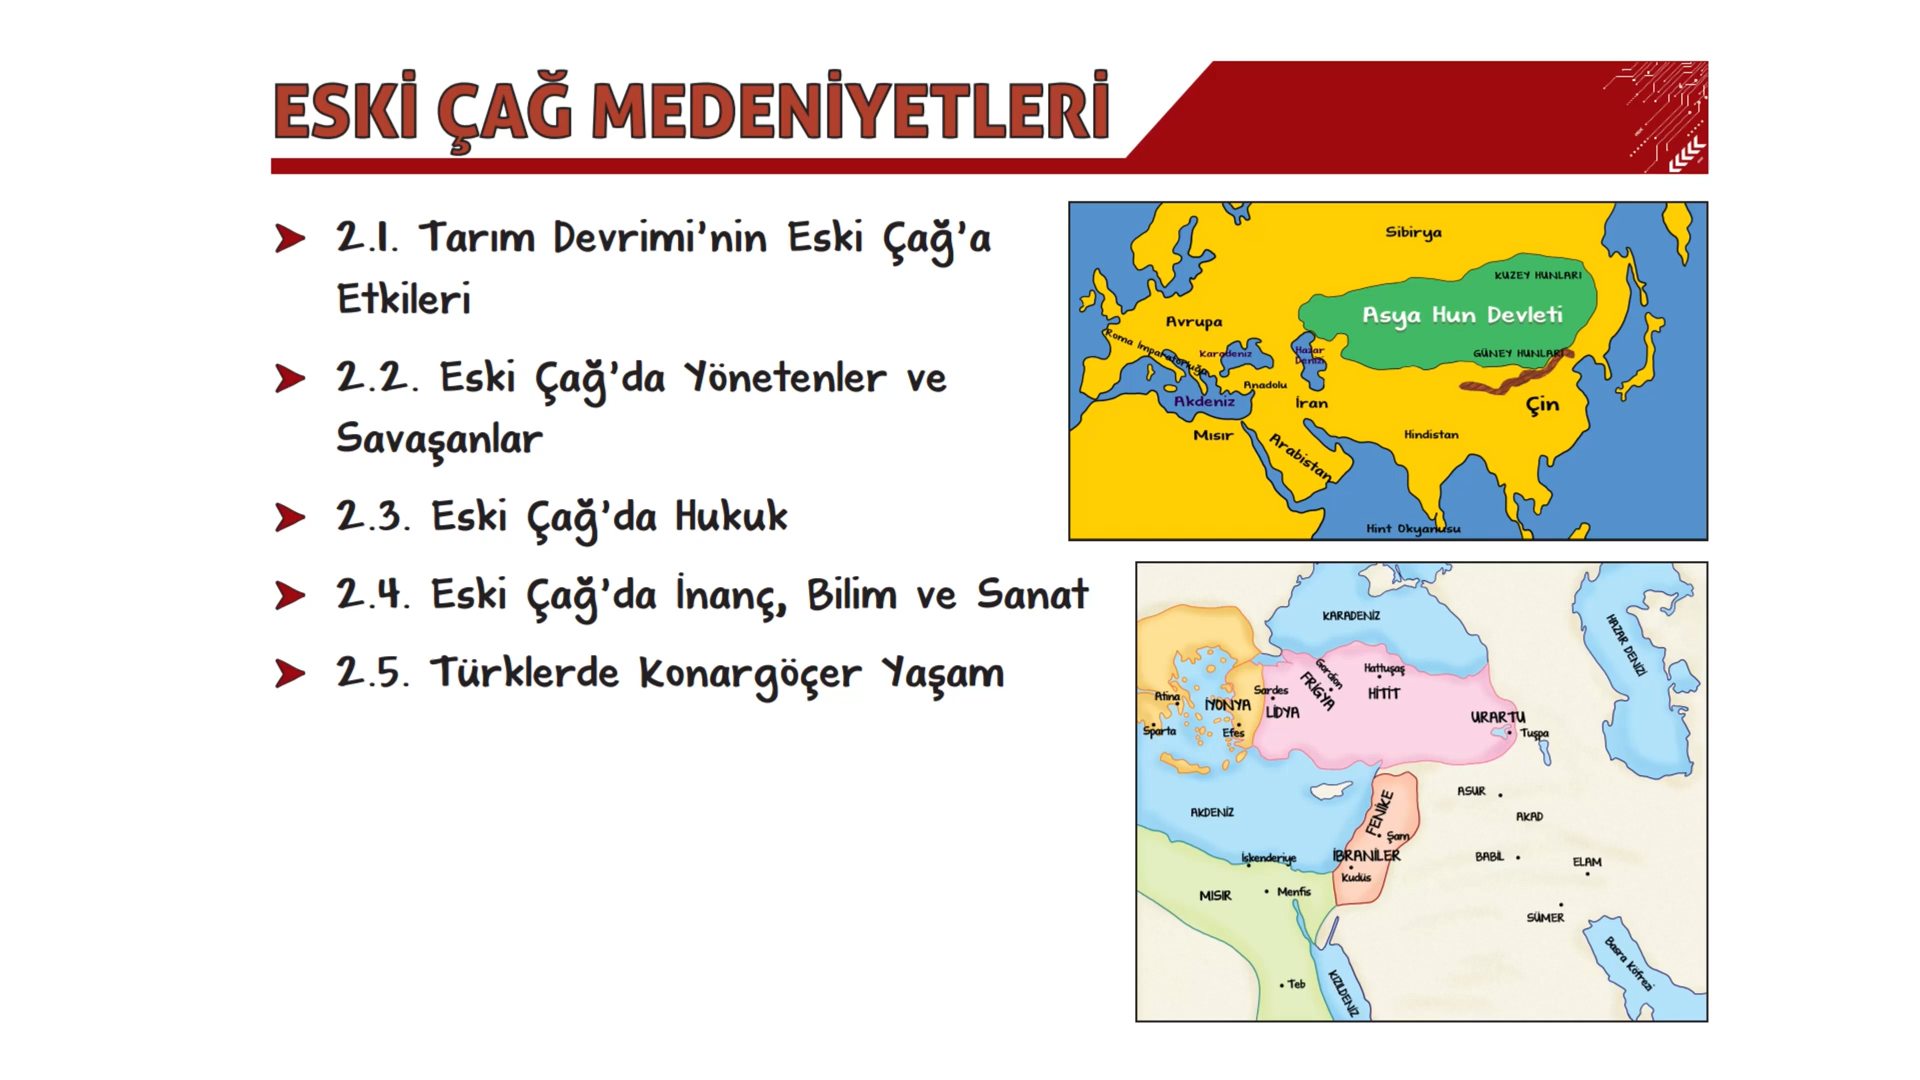 ESKİ ÇAĞ MEDENİYETLERİ
2.1. Tarım Devrimi'nin Eski Çağ'a
Etkileri
2.2. Eski Çağ'da Yönetenler ve
Savaşanlar
2.3. Eski Çağ'da Hukuk
2.4. Eski Çağ'da İnanç, Bilim ve Sanat
2.5. Türklerde Konargöçer Yaşam
Sibirya
KUZEY HUNLARI
Asya Hun Devleti
Avrupa
Roma İmparatorluğu
Karadeniz
Hazar
Denizi
GÜNEY HUNLARI
Anadolu
Akdeniz
İran
Çin
Mısır
Arabistan
Hindistan
Hint Okyanusu
KARADENİZ
HAZAR DENİZİ
Gordion
Hattuşaş
Atina
İYONYA
Sardes
FRİGYA
HİTİT
LİDYA
URARTU
Sparta
Efes
Tuşpa
ASUR
FENİKE
AKDENİZ
AKAD
Şam
İskenderiye
İBRANİLER
BABİL
ELAM
Kudüs
MISIR
Menfis
SÜMER
Basra Körfezi
Teb
KIZILDENİZ